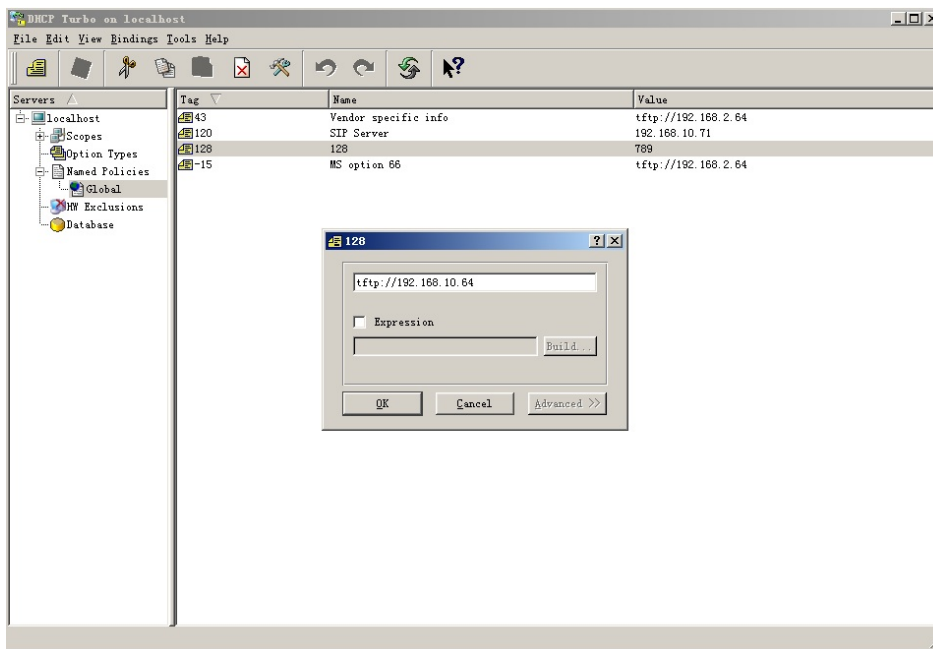 DHCP Turbo on localhost
File Edit View Bindings Tools Help
Servers
Tag Name Value
localhost
Scopes
Option Types
Named Policies
Global
HW Exclusions
Database
43 Vendor specific info tftp://192.168.2.64
120 SIP Server 192.168.10.71
128 128 789
-15 MS option 66 tftp://192.168.2.64
128
tftp://192.168.10.64
Expression
Build...
OK Cancel Advanced >>